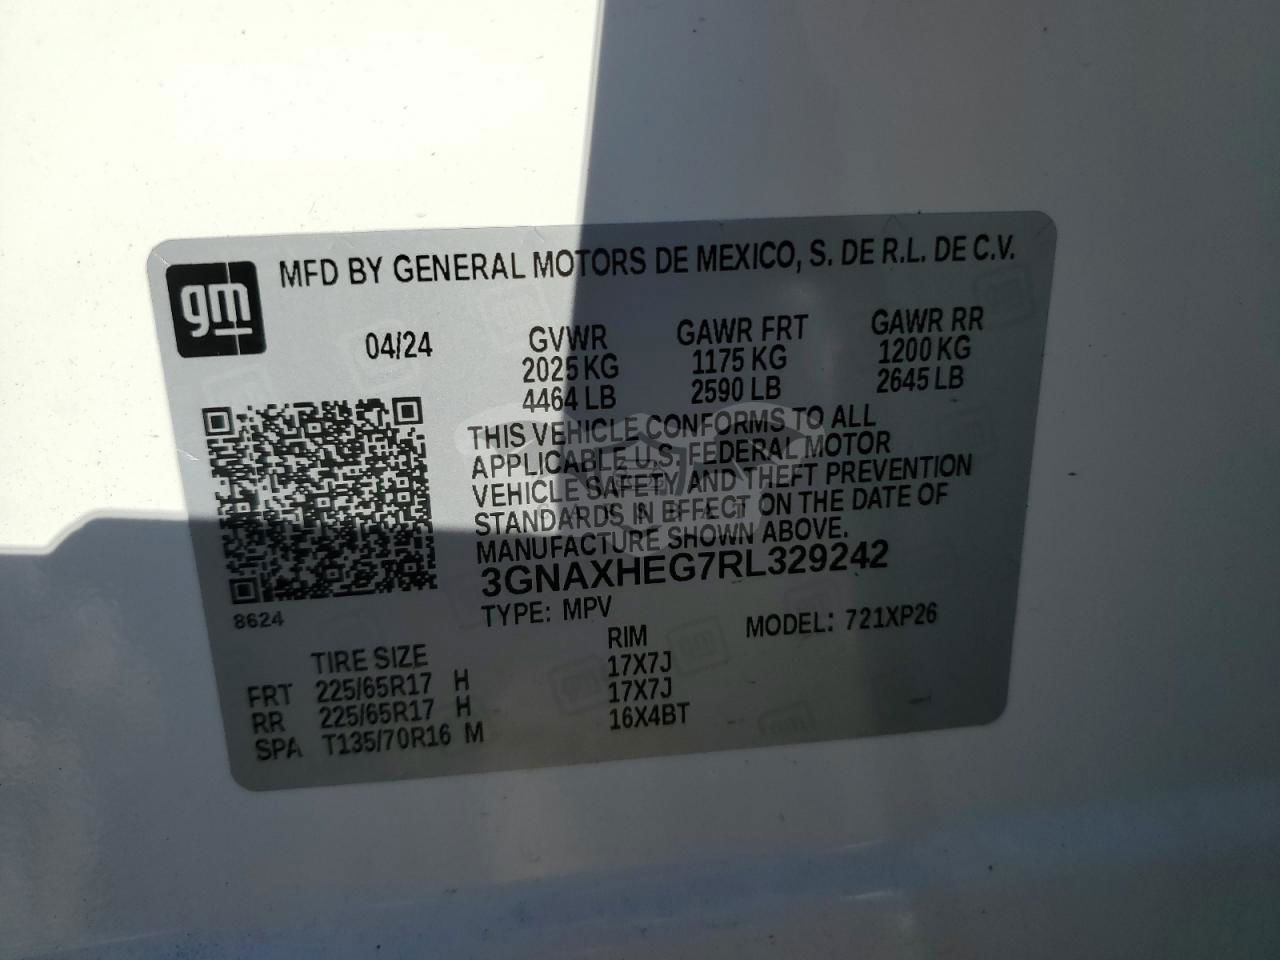 gm
MFD BY GENERAL MOTORS DE MEXICO, S. DE R.L. DE C.V.
04/24 GVWR GAWR FRT GAWR RR
2025 KG 1175 KG 1200 KG
4464 LB 2590 LB 2645 LB
THIS VEHICLE CONFORMS TO ALL
APPLICABLE U.S. FEDERAL MOTOR
VEHICLE SAFETY AND THEFT PREVENTION
STANDARDS IN EFFECT ON THE DATE OF
MANUFACTURE SHOWN ABOVE.
3GNAXHEG7RL329242
8624
TYPE: MPV MODEL: 721XP26
TIRE SIZE RIM
FRT 225/65R17 H 17X7J
RR 225/65R17 H 17X7J
SPA T135/70R16 M 16X4BT